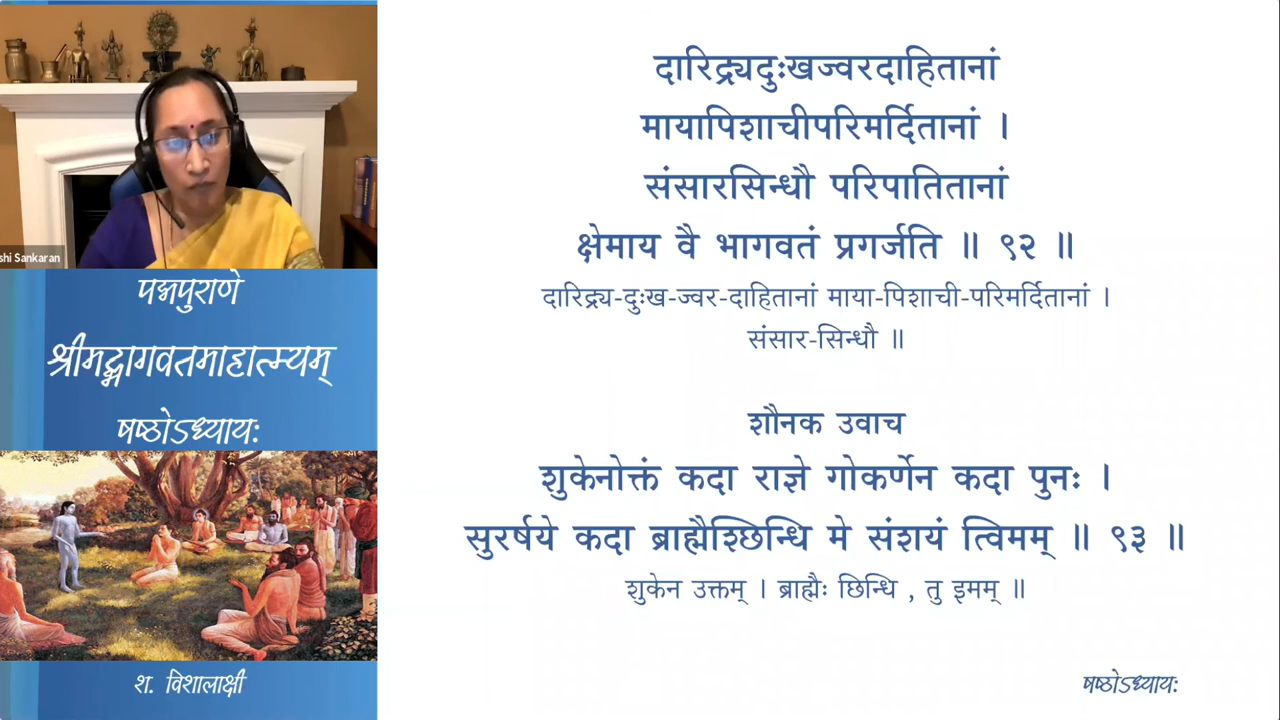 shi Sankaran
पद्मपुराणे
श्रीमद्भागवतमाहात्म्यम्
षष्ठोऽध्यायः
श. विशालाक्षी
दारिद्र्यदुःखज्वरदाहितानां
मायापिशाचीपरिमर्दितानां ।
संसारसिन्धौ परिपातितानां
क्षेमाय वै भागवतं प्रगर्जति ॥ ९२ ॥
दारिद्र्य-दुःख-ज्वर-दाहितानां माया-पिशाची-परिमर्दितानां ।
संसार-सिन्धौ ॥
शौनक उवाच
शुकेनोक्तं कदा राज्ञे गोकर्णेन कदा पुनः ।
सुरर्षये कदा ब्राह्मैश्छिन्धि मे संशयं त्विमम् ॥ ९३ ॥
शुकेन उक्तम् । ब्राह्मैः छिन्धि , तु इमम् ॥
षष्ठोऽध्यायः